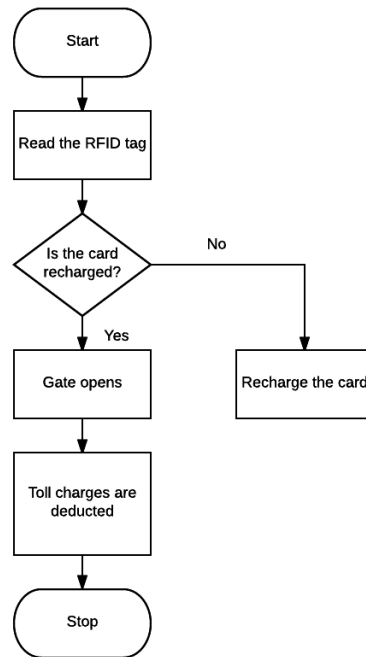 Start
Read the RFID tag
Is the card
recharged?
No
Yes
Gate opens
Recharge the card
Toll charges are
deducted
Stop